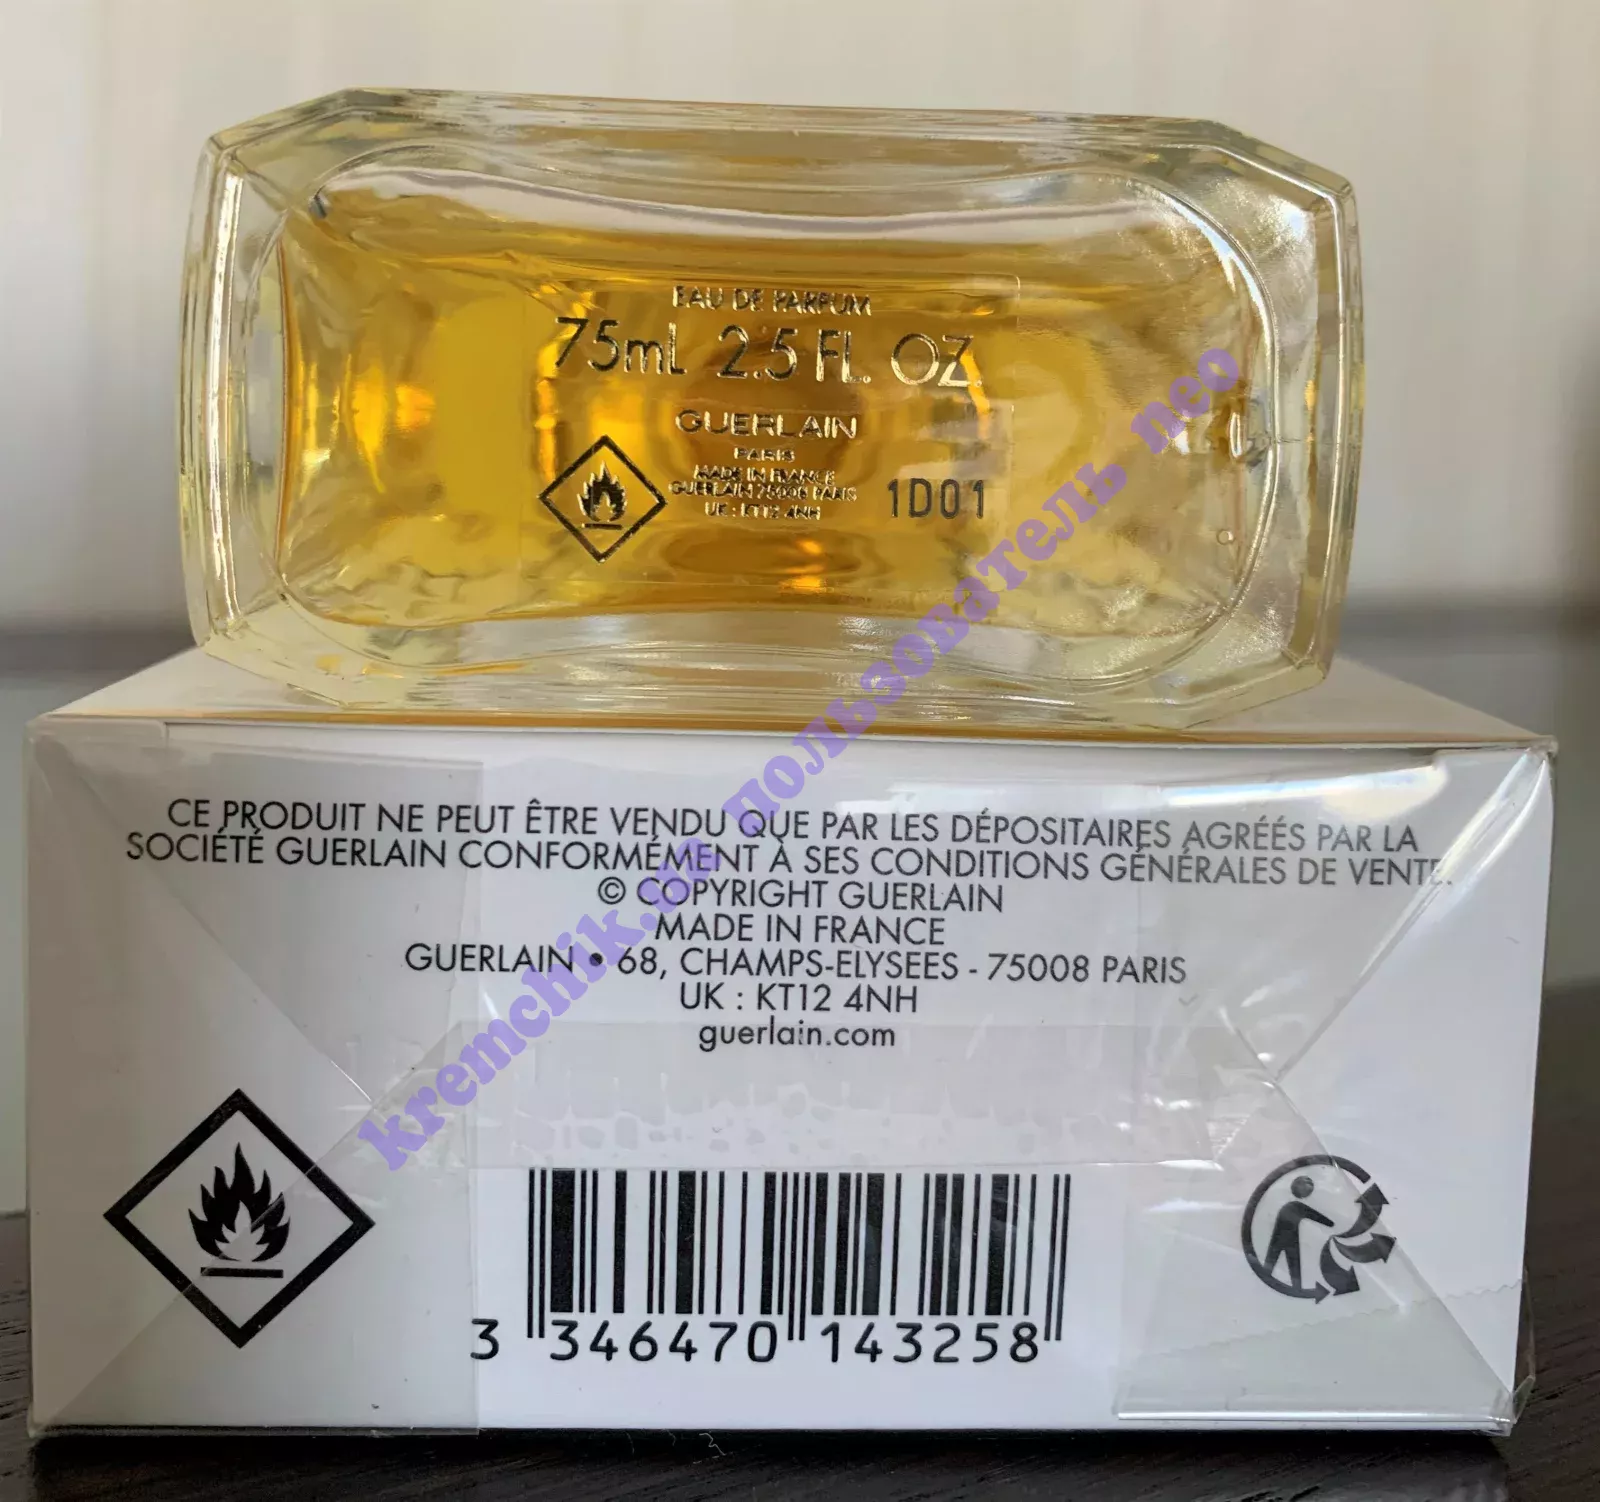 EAU DE PARFUM
75mL 2.5 FL. OZ.
GUERLAIN
PARIS
MADE IN FRANCE
GUERLAIN 75008 PARIS
UK : KT12 4NH
1D01
CE PRODUIT NE PEUT ÊTRE VENDU QUE PAR LES DÉPOSITAIRES AGRÉÉS PAR LA
SOCIÉTÉ GUERLAIN CONFORMÉMENT À SES CONDITIONS GÉNÉRALES DE VENTE.
© COPYRIGHT GUERLAIN
MADE IN FRANCE
GUERLAIN • 68, CHAMPS-ELYSEES - 75008 PARIS
UK : KT12 4NH
guerlain.com
3 346470 143258
kremchik.ua пользователь neo